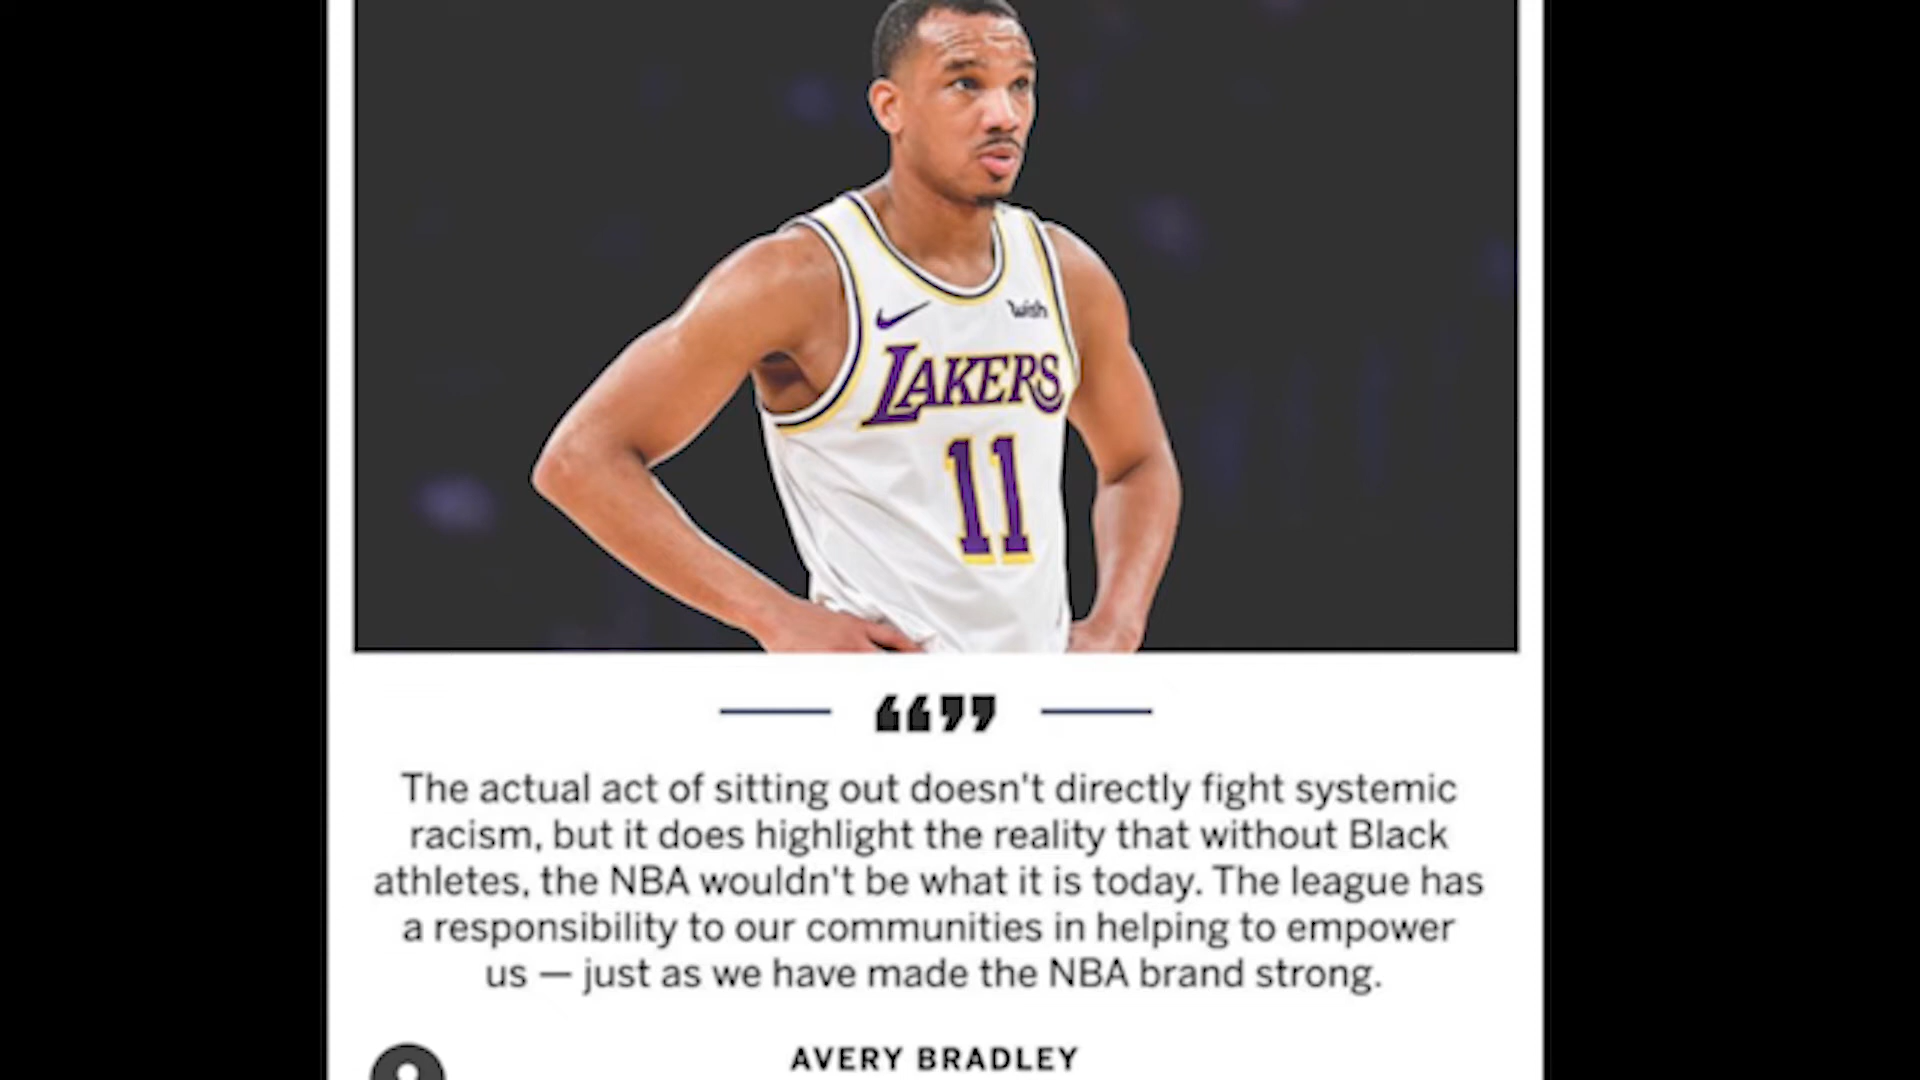 wish
LAKERS
11
The actual act of sitting out doesn't directly fight systemic
racism, but it does highlight the reality that without Black
athletes, the NBA wouldn't be what it is today. The league has
a responsibility to our communities in helping to empower
us — just as we have made the NBA brand strong.
AVERY BRADLEY